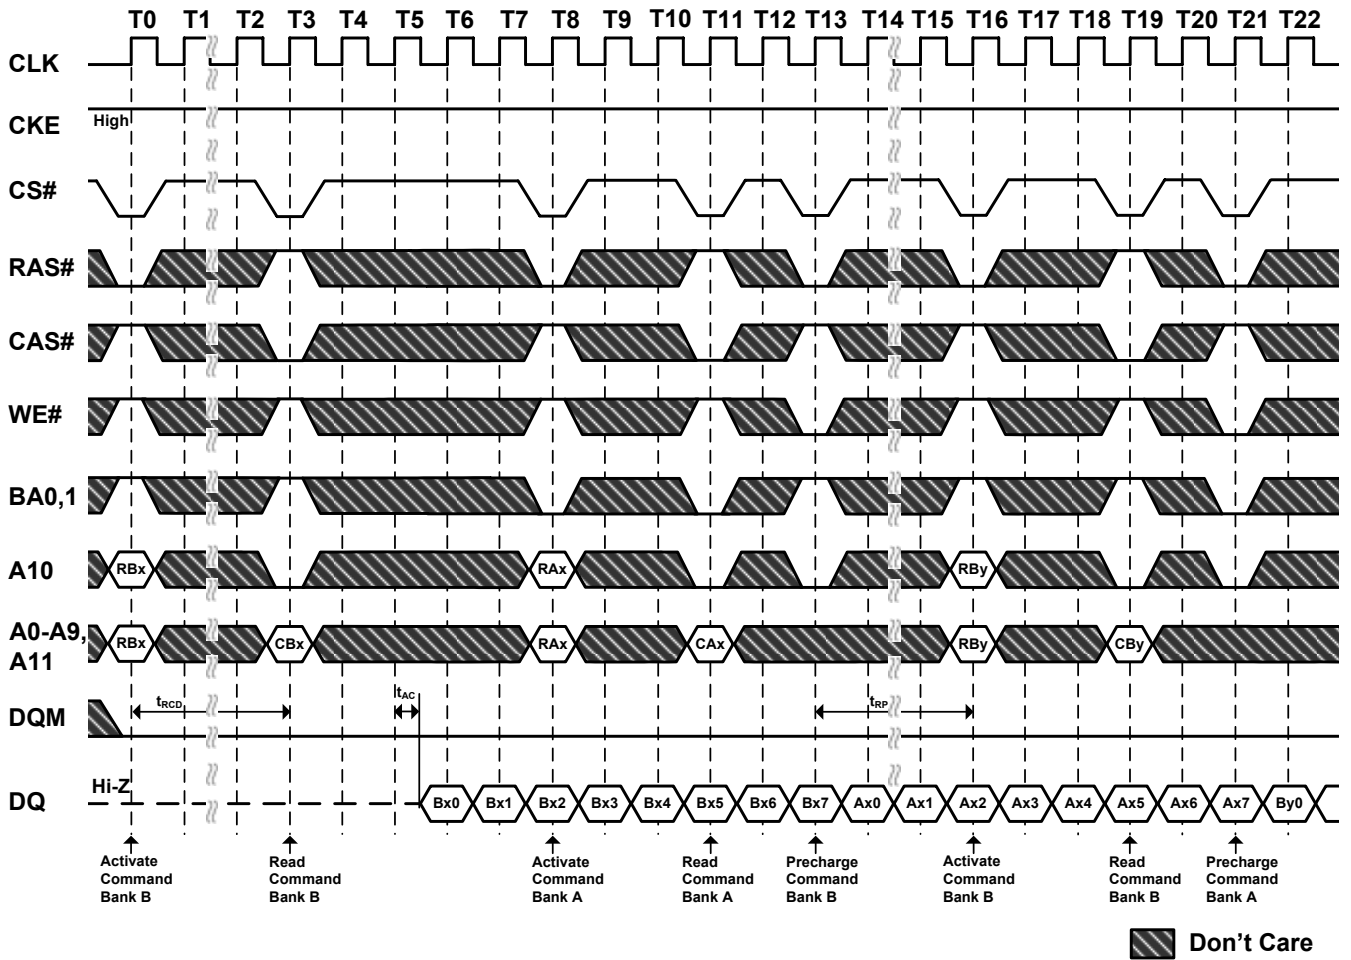 T0 T1 T2 T3 T4 T5 T6 T7 T8 T9 T10 T11 T12 T13 T14 T15 T16 T17 T18 T19 T20 T21 T22
CLK
CKE
High
CS#
RAS#
CAS#
WE#
BA0,1
A10
RBx RAx RBy
A0-A9,
A11
RBx CBx RAx CAx RBy CBy
DQM
tRCD tAC tRP
DQ
Hi-Z
Bx0 Bx1 Bx2 Bx3 Bx4 Bx5 Bx6 Bx7 Ax0 Ax1 Ax2 Ax3 Ax4 Ax5 Ax6 Ax7 By0
Activate
Command
Bank B
Read
Command
Bank B
Activate
Command
Bank A
Read
Command
Bank A
Precharge
Command
Bank B
Activate
Command
Bank B
Read
Command
Bank B
Precharge
Command
Bank A
Don't Care